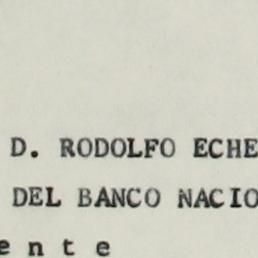 D. RODOLFO ECHE
DEL BANCO NACIO
e n t e